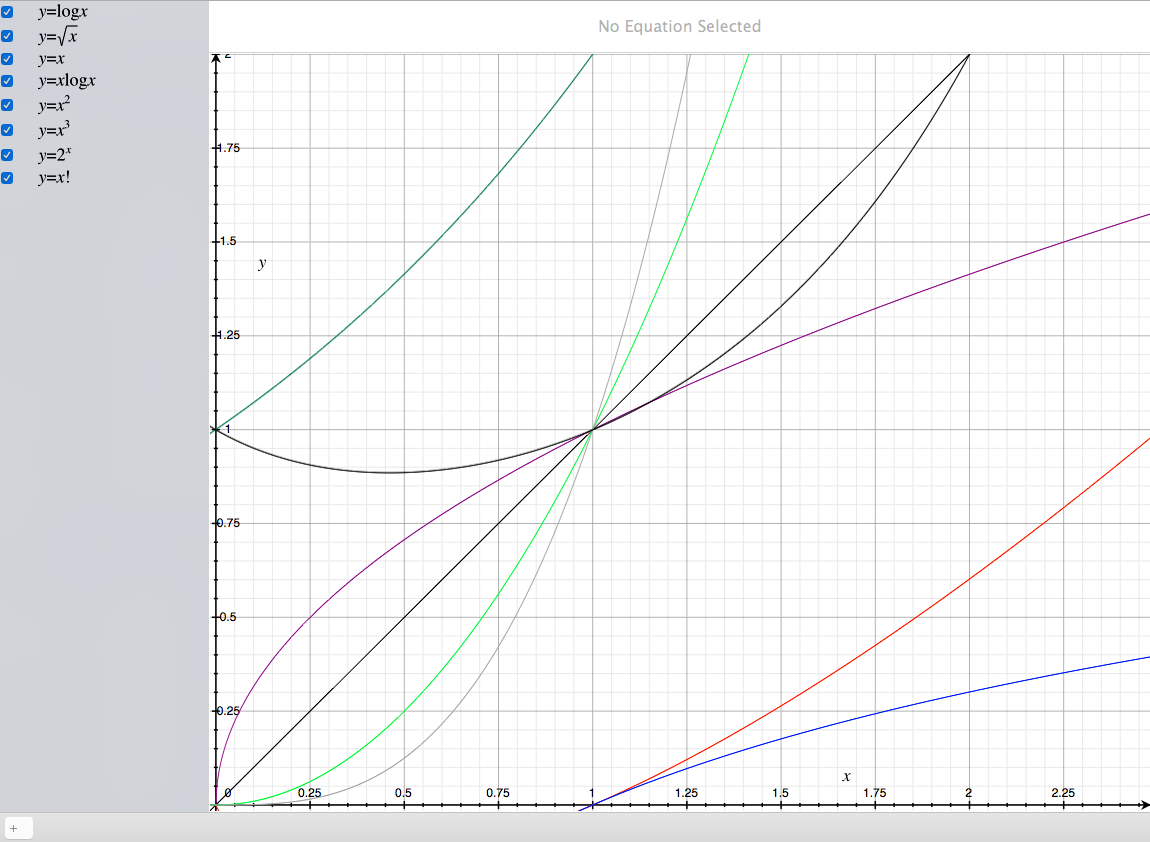 y=logx
y=√x
y=x
y=xlogx
y=x²
y=x³
y=2ˣ
y=x!
No Equation Selected
2
1.75
1.5
y
1.25
1
0.75
0.5
0.25
x
0 0.25 0.5 0.75 1 1.25 1.5 1.75 2 2.25
+